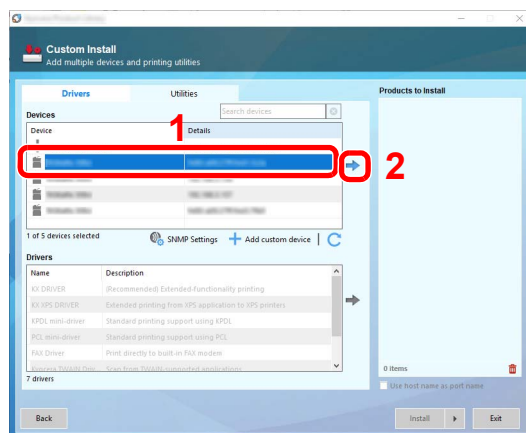 Custom Install
Add multiple devices and printing utilities
Drivers Utilities
Products to Install
Devices
Search devices
1
Device Details
2
1 of 5 devices selected
SNMP Settings
Add custom device
Drivers
Name Description
KX DRIVER (Recommended) Extended-functionality printing
KX XPS DRIVER Extended printing from XPS application to XPS printers
KPDL mini-driver Standard printing support using KPDL
PCL mini-driver Standard printing support using PCL
FAX Driver Print directly to built-in FAX modem
Kyocera TWAIN Scan from TWAIN-supported applications
7 drivers
0 items
Use host name as port name
Back Install Exit